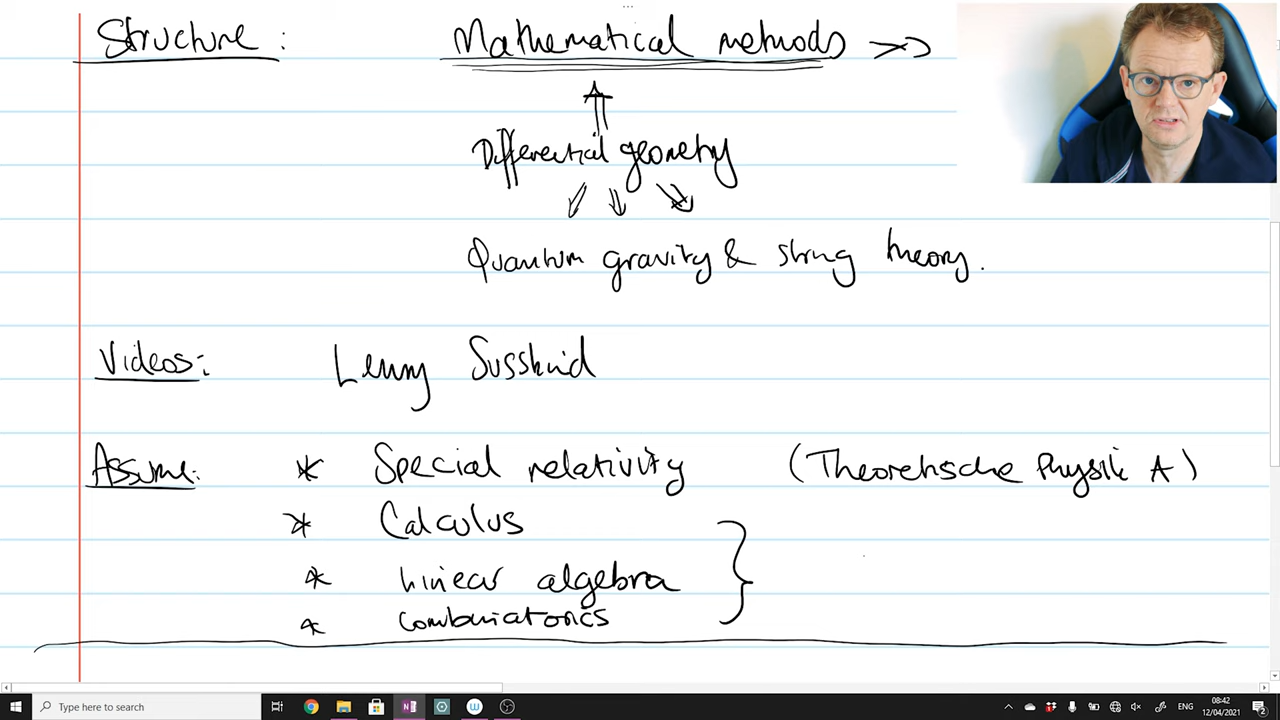 Structure: Mathematical methods >>
Differential geometry
Quantum gravity & string theory.
Videos: Lenny Susskind
Assume: * Special relativity (Theoretische Physik A)
* Calculus
* Linear algebra
* Combinatorics
Type here to search
ENG
08:42
12/04/2021
2